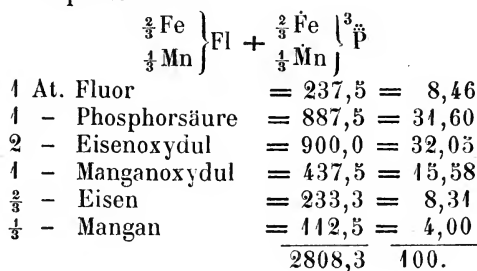 ⅔ Fe } Fl + ⅔ Ḟe }³ P̈
⅓ Mn } ⅓ Ṁn }
1 At. Fluor = 237,5 = 8,46
1 – Phosphorsäure = 887,5 = 31,60
2 – Eisenoxydul = 900,0 = 32,05
1 – Manganoxydul = 437,5 = 15,58
⅔ – Eisen = 233,3 = 8,31
⅓ – Mangan = 112,5 = 4,00
2808,3 100.